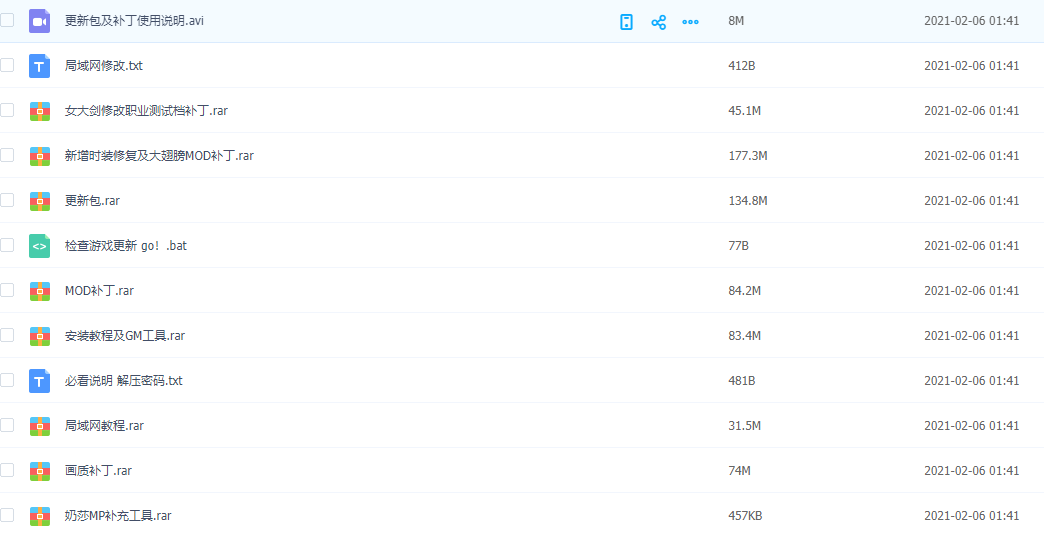 更新包及补丁使用说明.avi 8M 2021-02-06 01:41
局域网修改.txt 412B 2021-02-06 01:41
女大剑修改职业测试档补丁.rar 45.1M 2021-02-06 01:41
新增时装修复及大翅膀MOD补丁.rar 177.3M 2021-02-06 01:41
更新包.rar 134.8M 2021-02-06 01:41
检查游戏更新 go！.bat 77B 2021-02-06 01:41
MOD补丁.rar 84.2M 2021-02-06 01:41
安装教程及GM工具.rar 83.4M 2021-02-06 01:41
必看说明 解压密码.txt 481B 2021-02-06 01:41
局域网教程.rar 31.5M 2021-02-06 01:41
画质补丁.rar 74M 2021-02-06 01:41
奶莎MP补充工具.rar 457KB 2021-02-06 01:41